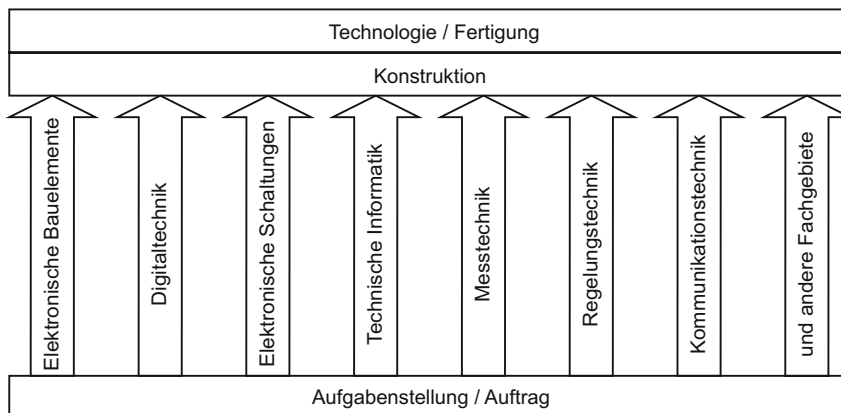 Technologie / Fertigung
Konstruktion
Elektronische Bauelemente
Digitaltechnik
Elektronische Schaltungen
Technische Informatik
Messtechnik
Regelungstechnik
Kommunikationstechnik
und andere Fachgebiete
Aufgabenstellung / Auftrag